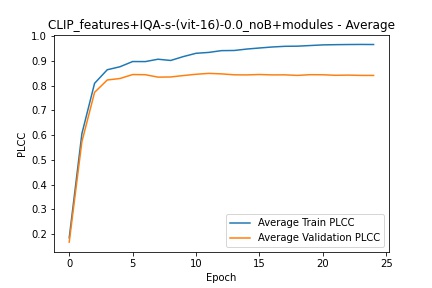 CLIP_features+IQA-s-(vit-16)-0.0_noB+modules - Average
1.0
0.9
0.8
0.7
0.6
0.5
0.4
0.3
0.2
PLCC
Average Train PLCC
Average Validation PLCC
0 5 10 15 20 25
Epoch